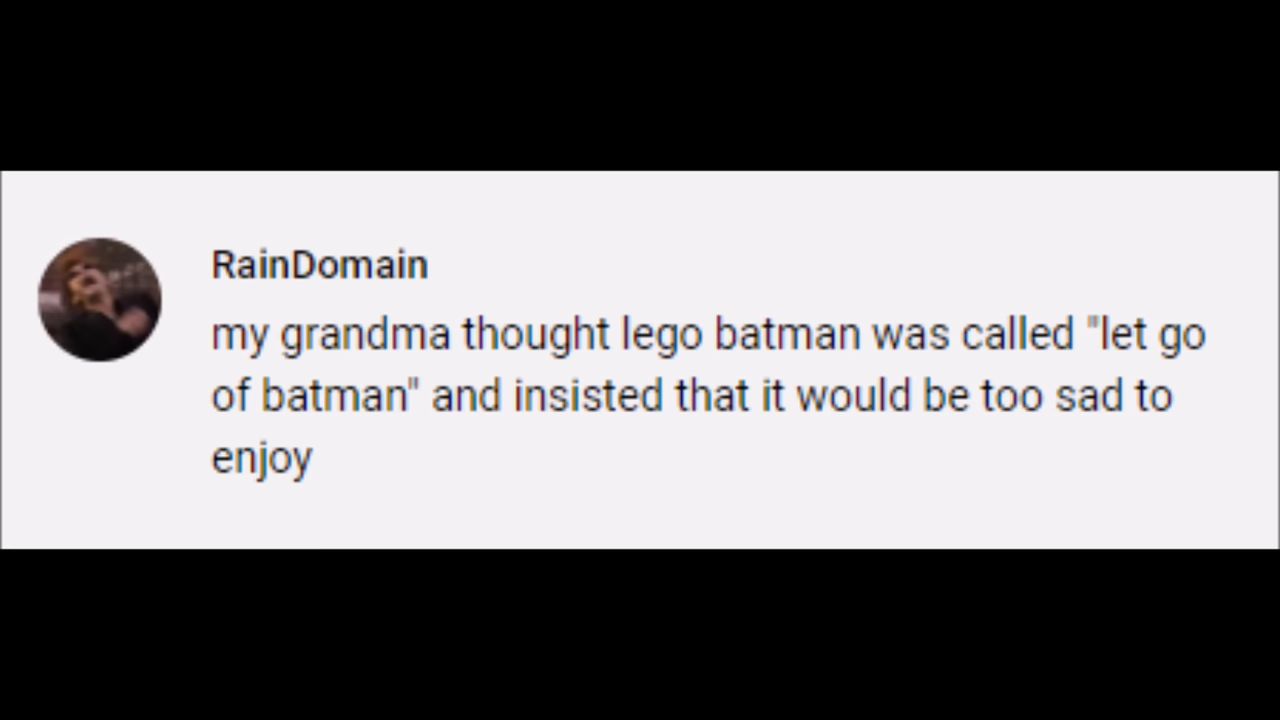 RainDomain
my grandma thought lego batman was called "let go
of batman" and insisted that it would be too sad to
enjoy